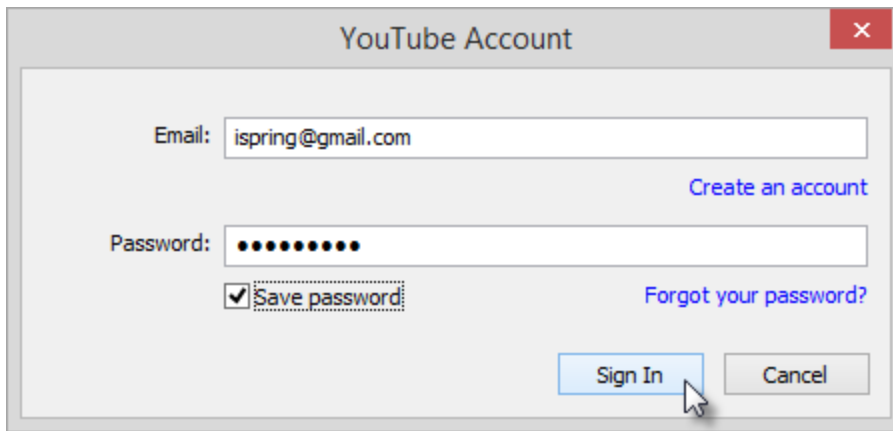 YouTube Account
Email: ispring@gmail.com
Create an account
Password: •••••••••
Save password Forgot your password?
Sign In Cancel